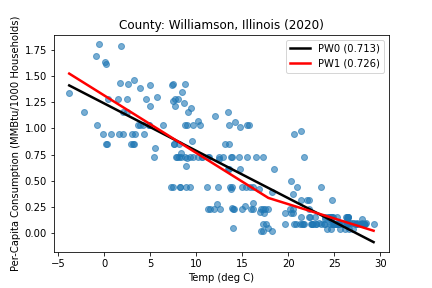 County: Williamson, Illinois (2020)
Per-Capita Consumption (MMBtu/1000 Households)
1.75
1.50
1.25
1.00
0.75
0.50
0.25
0.00
PW0 (0.713)
PW1 (0.726)
−5 0 5 10 15 20 25 30
Temp (deg C)